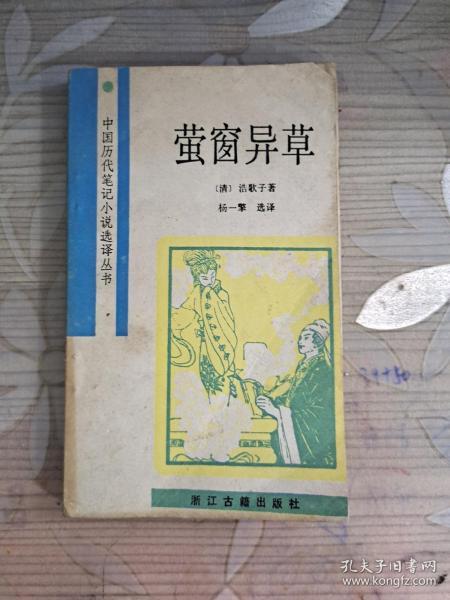 中国历代笔记小说选译丛书
萤窗异草
〔清〕浩歌子著
杨一擎 选译
浙江古籍出版社
孔夫子旧书网
www.kongfz.com